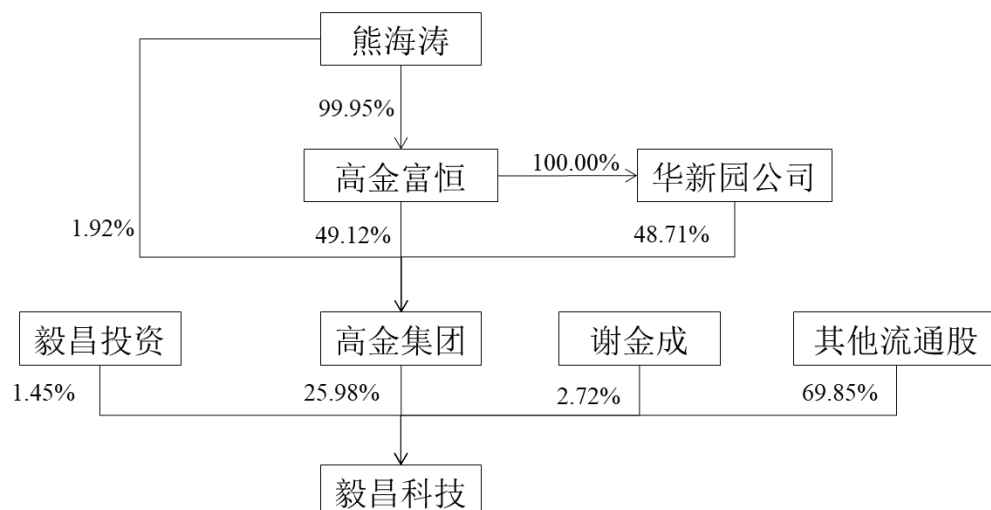 熊海涛
99.95%
高金富恒
100.00%
华新园公司
1.92%
49.12%
48.71%
毅昌投资
高金集团
谢金成
其他流通股
1.45%
25.98%
2.72%
69.85%
毅昌科技